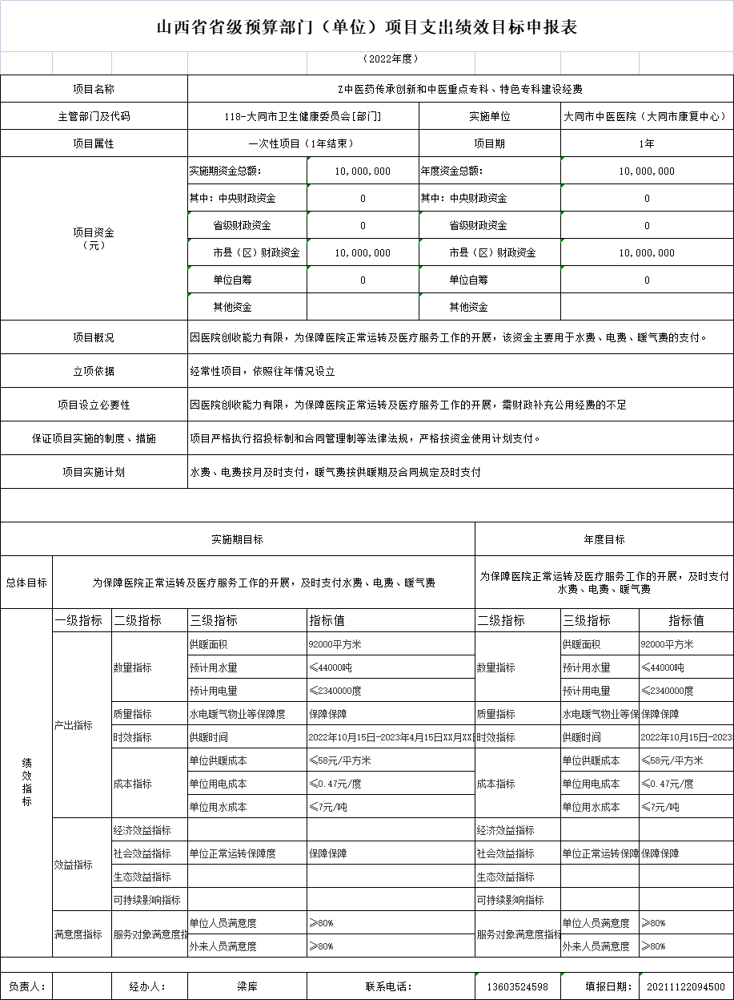 山西省省级预算部门（单位）项目支出绩效目标申报表
（2022年度）
项目名称 Z中医药传承创新和中医重点专科、特色专科建设经费
主管部门及代码 118-大同市卫生健康委员会[部门] 实施单位 大同市中医医院（大同市康复中心）
项目属性 一次性项目（1年结束） 项目期 1年
项目资金
（元）
实施期资金总额： 10,000,000 年度资金总额： 10,000,000
其中：中央财政资金 0 其中：中央财政资金 0
省级财政资金 0 省级财政资金 0
市县（区）财政资金 10,000,000 市县（区）财政资金 10,000,000
单位自筹 0 单位自筹 0
其他资金 其他资金
项目概况 因医院创收能力有限，为保障医院正常运转及医疗服务工作的开展，该资金主要用于水费、电费、暖气费的支付。
立项依据 经常性项目，依照往年情况设立
项目设立必要性 因医院创收能力有限，为保障医院正常运转及医疗服务工作的开展，需财政补充公用经费的不足
保证项目实施的制度、措施 项目严格执行招投标制和合同管理制等法律法规，严格按资金使用计划支付。
项目实施计划 水费、电费按月及时支付，暖气费按供暖期及合同规定及时支付
实施期目标 年度目标
总体目标 为保障医院正常运转及医疗服务工作的开展，及时支付水费、电费、暖气费 为保障医院正常运转及医疗服务工作的开展，及时支付
水费、电费、暖气费
绩效指标
一级指标 二级指标 三级指标 指标值 二级指标 三级指标 指标值
产出指标
数量指标 供暖面积 92000平方米 数量指标 供暖面积 92000平方米
预计用水量 ≤44000吨 预计用水量 ≤44000吨
预计用电量 ≤2340000度 预计用电量 ≤2340000度
质量指标 水电暖气物业等保障度 保障保障 质量指标 水电暖气物业等保 保障保障
时效指标 供暖时间 2022年10月15日-2023年4月15日XX月XX 时效指标 供暖时间 2022年10月15日-2023
成本指标 单位供暖成本 ≤58元/平方米 成本指标 单位供暖成本 ≤58元/平方米
单位用电成本 ≤0.47元/度 单位用电成本 ≤0.47元/度
单位用水成本 ≤7元/吨 单位用水成本 ≤7元/吨
效益指标
经济效益指标 经济效益指标
社会效益指标 单位正常运转保障度 保障保障 社会效益指标 单位正常运转保障 保障保障
生态效益指标 生态效益指标
可持续影响指标 可持续影响指标
满意度指标 服务对象满意度指 单位人员满意度 ≥80% 服务对象满意度指标 单位人员满意度 ≥80%
外来人员满意度 ≥80% 外来人员满意度 ≥80%
负责人： 经办人： 梁库 联系电话： 13603524598 填报日期： 20211122094500